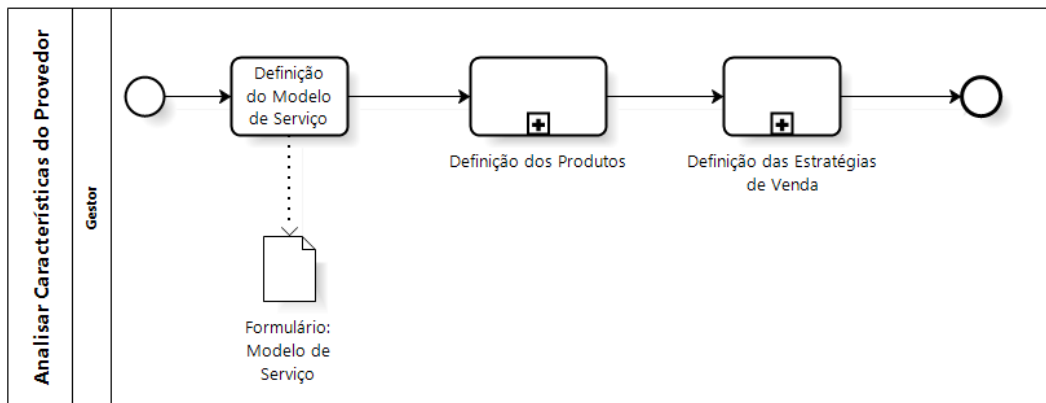 Analisar Características do Provedor
Gestor
Definição
do Modelo
de Serviço
Definição dos Produtos
Definição das Estratégias
de Venda
Formulário:
Modelo de
Serviço